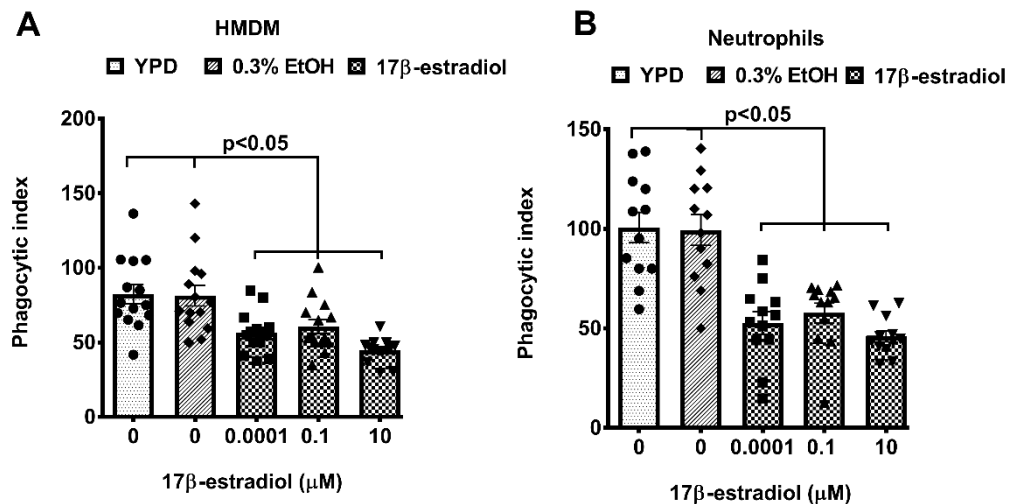 A
HMDM
YPD 0.3% EtOH 17β-estradiol
200
150
100
50
0
Phagocytic index
p<0.05
0 0 0.0001 0.1 10
17β-estradiol (μM)
B
Neutrophils
YPD 0.3% EtOH 17β-estradiol
150
100
50
0
Phagocytic index
p<0.05
0 0 0.0001 0.1 10
17β-estradiol (μM)